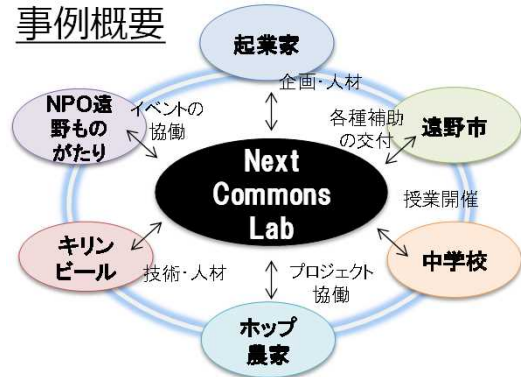 事例概要
起業家
企画・人材
NPO遠
野もの
がたり
イベントの
協働
各種補助
の交付
遠野市
Next
Commons
Lab
授業開催
キリン
ビール
技術・人材
プロジェクト
協働
中学校
ホップ
農家